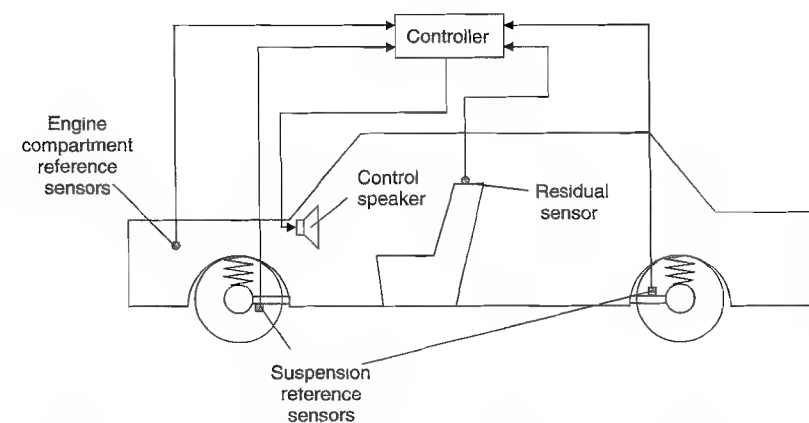 Controller
Engine
compartment
reference
sensors
Control
speaker
Residual
sensor
Suspension
reference
sensors